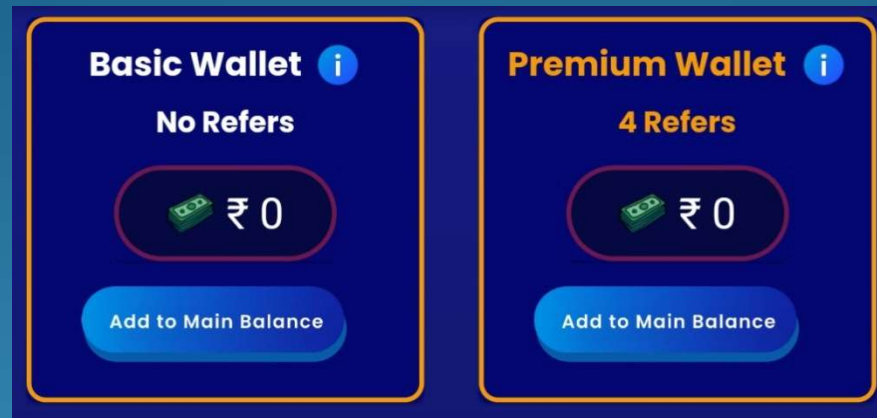 Basic Wallet i
No Refers
₹ 0
Add to Main Balance
Premium Wallet i
4 Refers
₹ 0
Add to Main Balance